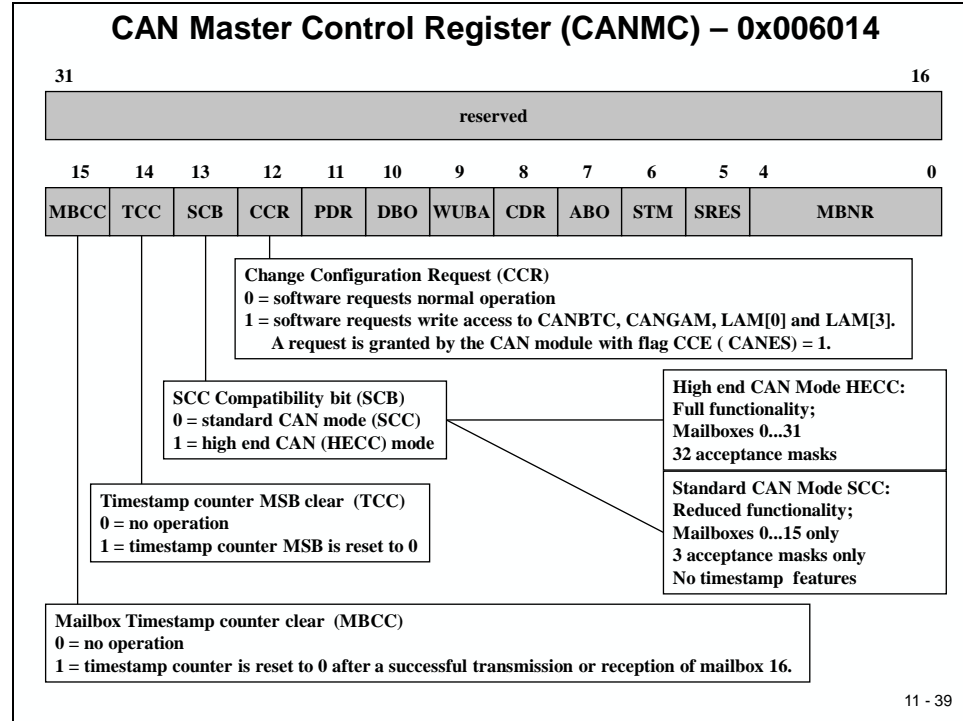 CAN Master Control Register (CANMC) – 0x006014
31 16
reserved
15 14 13 12 11 10 9 8 7 6 5 4 0
MBCC TCC SCB CCR PDR DBO WUBA CDR ABO STM SRES MBNR
Change Configuration Request (CCR)
0 = software requests normal operation
1 = software requests write access to CANBTC, CANGAM, LAM[0] and LAM[3].
A request is granted by the CAN module with flag CCE ( CANES) = 1.
SCC Compatibility bit (SCB)
0 = standard CAN mode (SCC)
1 = high end CAN (HECC) mode
High end CAN Mode HECC:
Full functionality;
Mailboxes 0...31
32 acceptance masks
Standard CAN Mode SCC:
Reduced functionality;
Mailboxes 0...15 only
3 acceptance masks only
No timestamp features
Timestamp counter MSB clear (TCC)
0 = no operation
1 = timestamp counter MSB is reset to 0
Mailbox Timestamp counter clear (MBCC)
0 = no operation
1 = timestamp counter is reset to 0 after a successful transmission or reception of mailbox 16.
11 - 39